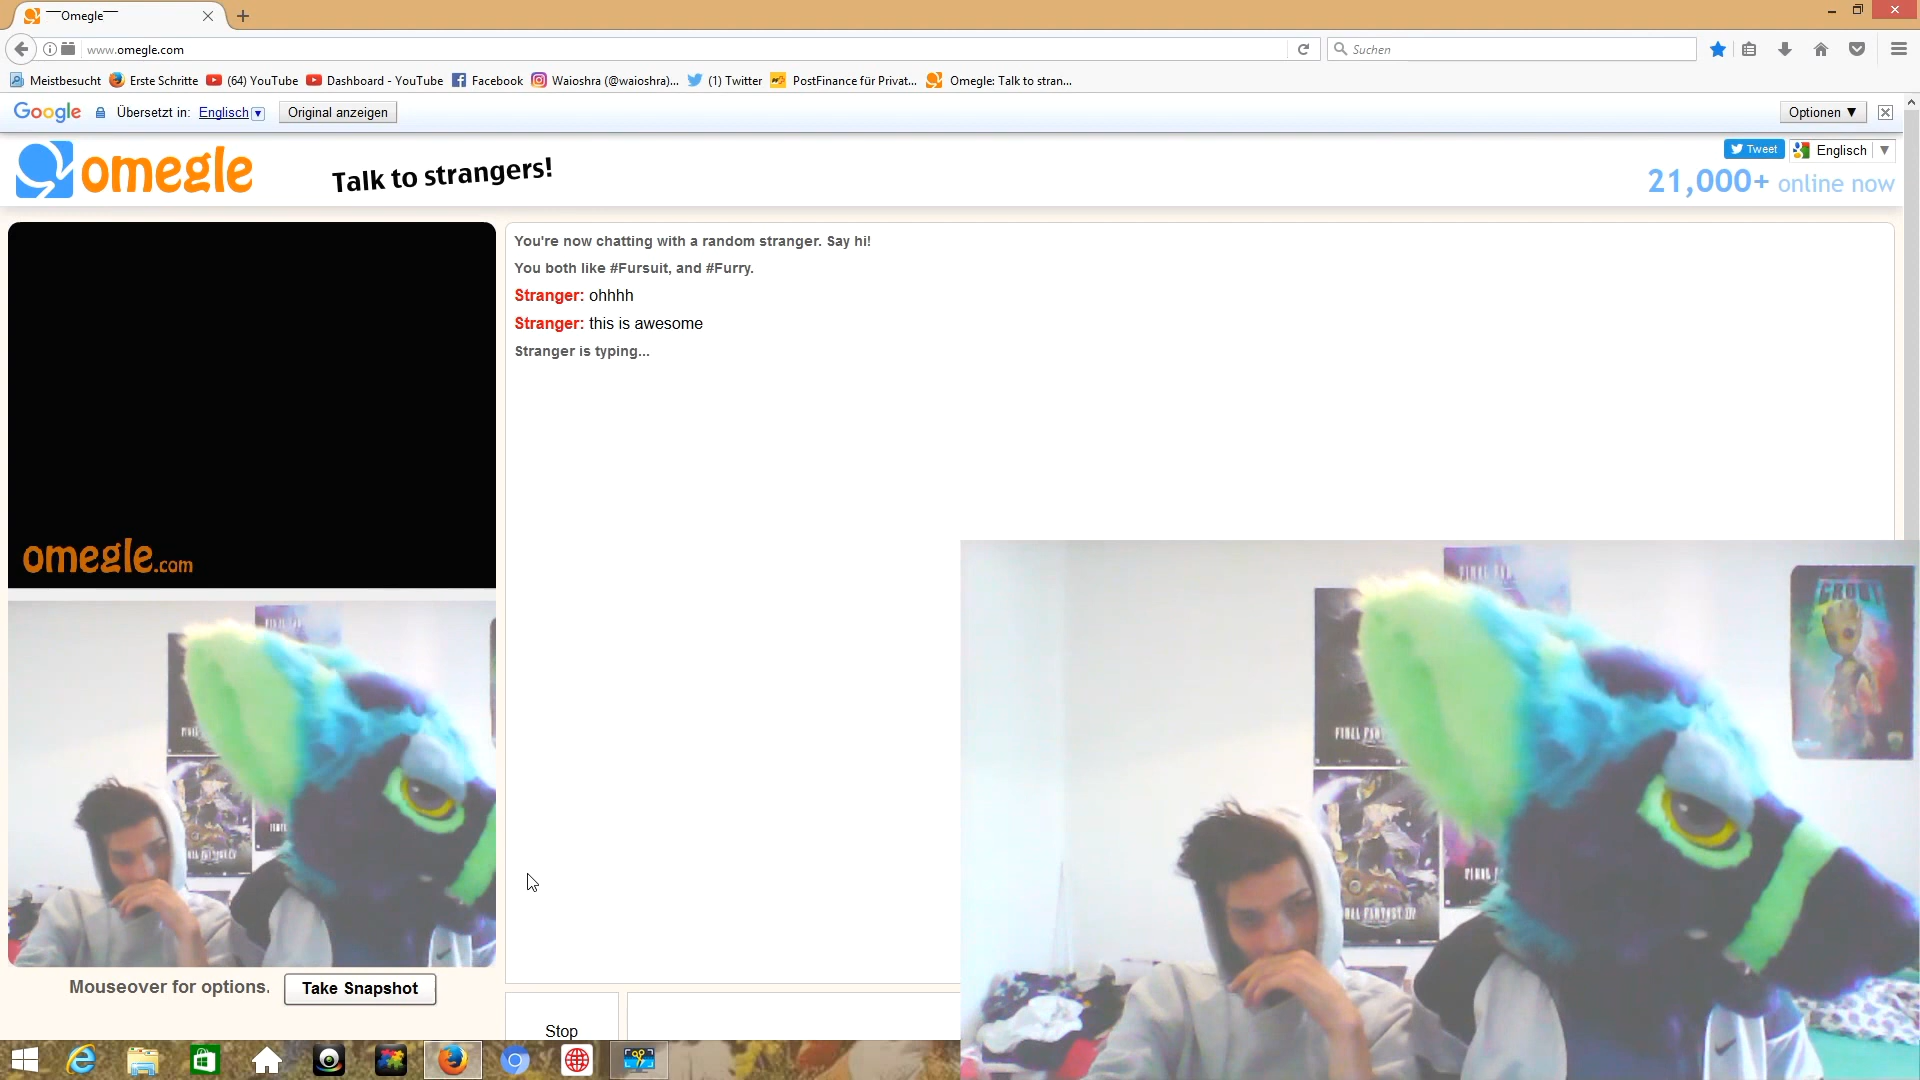 Omegle
www.omegle.com
Suchen
Meistbesucht
Erste Schritte
(64) YouTube
Dashboard - YouTube
Facebook
Waioshra (@waioshra)...
(1) Twitter
PostFinance für Privat...
Omegle: Talk to stran...
Google
Übersetzt in: Englisch
Original anzeigen
Optionen ▼
omegle
Talk to strangers!
Tweet
Englisch
21,000+ online now
You're now chatting with a random stranger. Say hi!
You both like #Fursuit, and #Furry.
Stranger: ohhhh
Stranger: this is awesome
Stranger is typing...
omegle.com
Mouseover for options.
Take Snapshot
Stop
GROOT